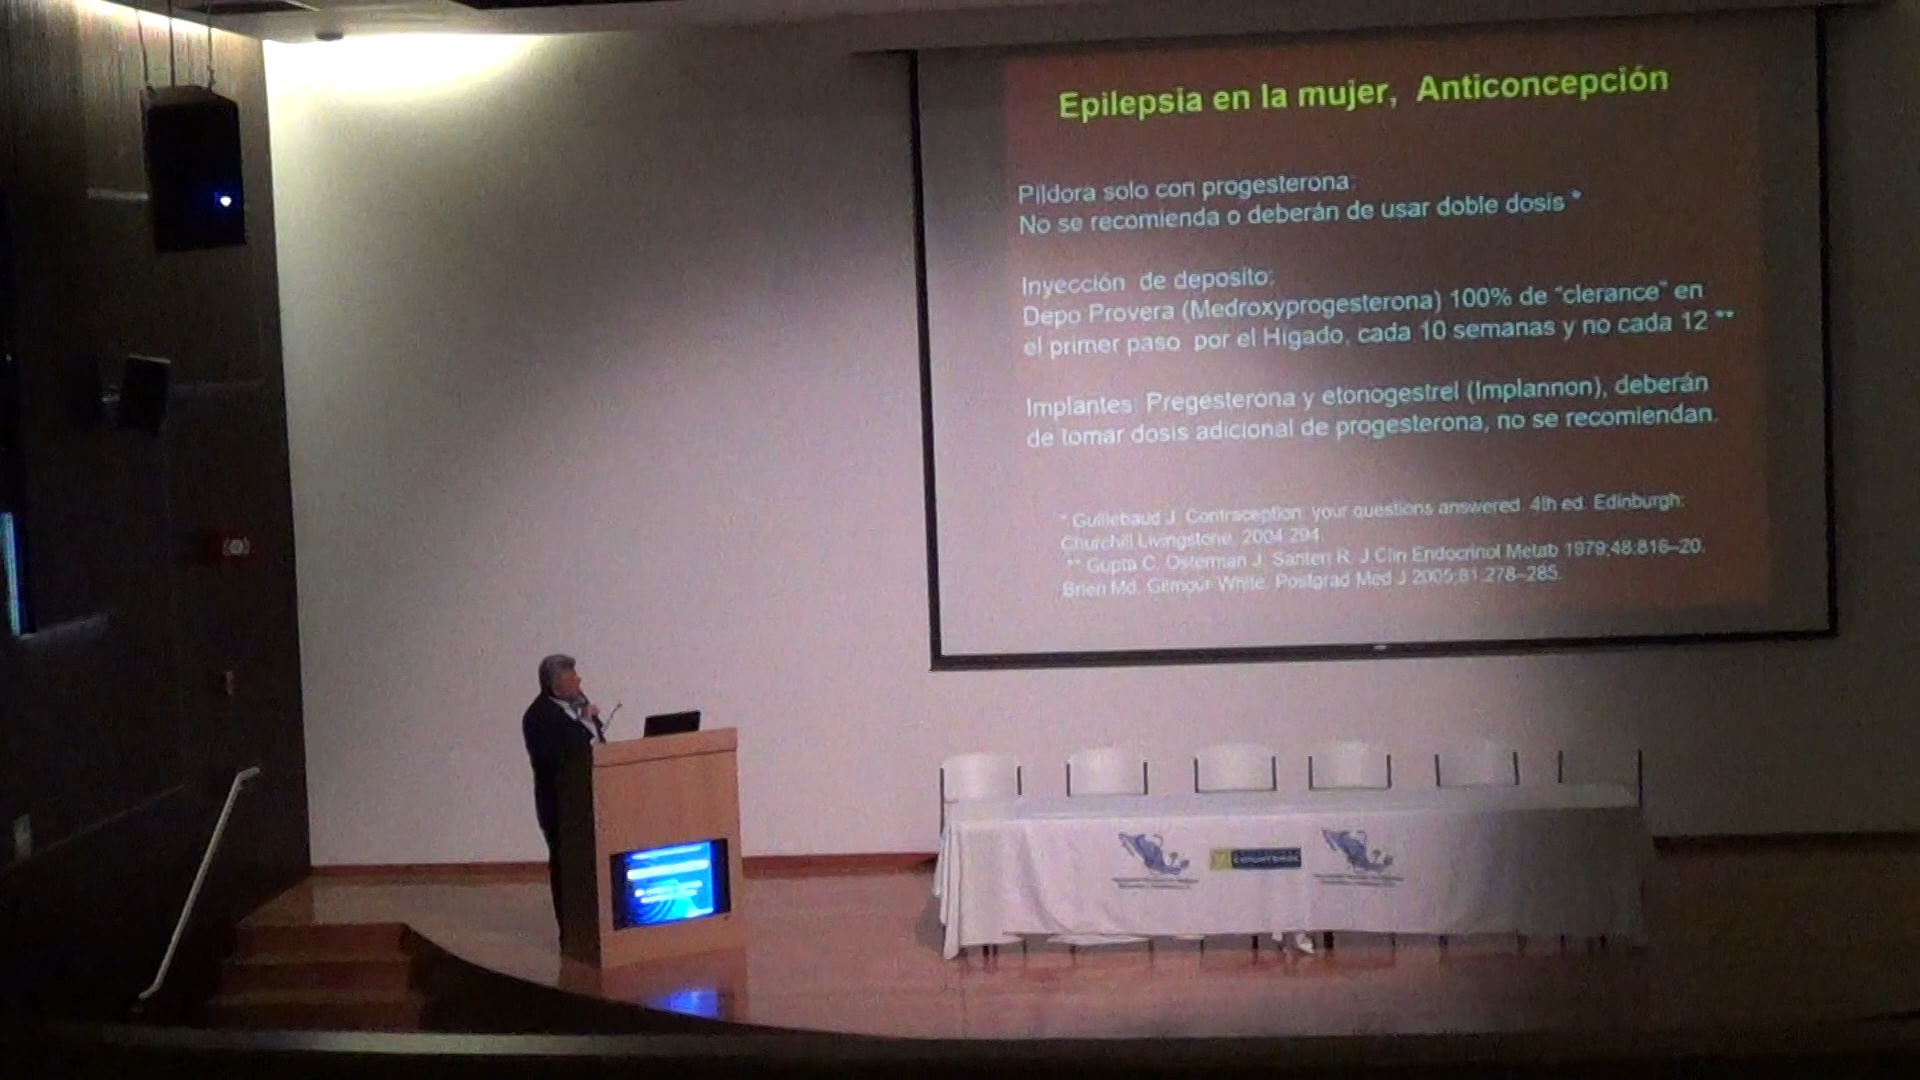 Epilepsia en la mujer, Anticoncepción
Píldora solo con progesterona:
No se recomienda o deberán de usar doble dosis *
Inyección de deposito:
Depo Provera (Medroxyprogesterona) 100% de "clerance" en
el primer paso por el Hígado, cada 10 semanas y no cada 12 **
Implantes: Pregesterona y etonogestrel (Implannon), deberán
de tomar dosis adicional de progesterona, no se recomiendan.
* Guillebaud J. Contraception: your questions answered. 4th ed. Edinburgh:
Churchill Livingstone, 2004:294.
** Gupta C, Osterman J, Santen R. J Clin Endocrinol Metab 1979;48:816–20.
Brien Md, Gilmour White. Postgrad Med J 2005;81:278–285.